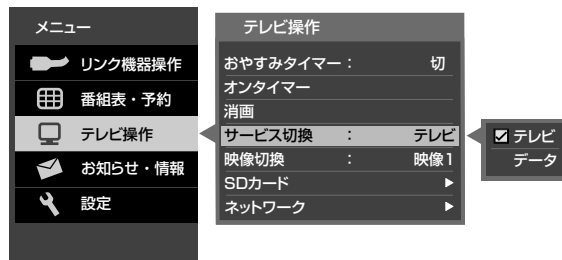 メニュー
リンク機器操作
番組表・予約
テレビ操作
お知らせ・情報
設定
テレビ操作
おやすみタイマー： 切
オンタイマー
消画
サービス切換 ： テレビ
映像切換 ： 映像1
SDカード
ネットワーク
テレビ
データ